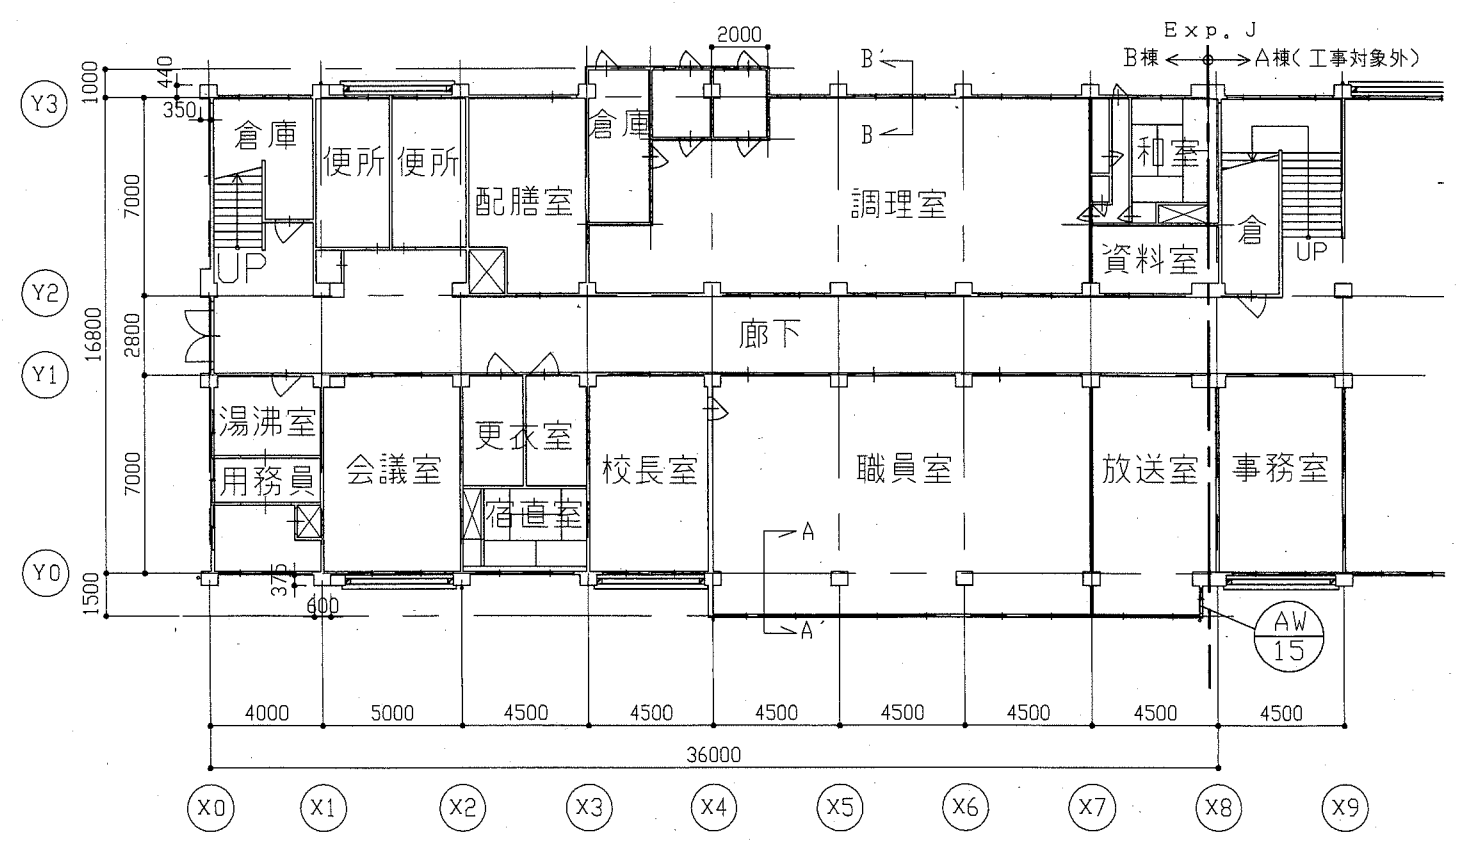 Exp. J
B棟 A棟(工事対象外)
2000
B´
B
1000
440
350
Y3
倉庫
便所
便所
配膳室
倉庫
調理室
和室
資料室
倉
UP
UP
7000
Y2
2800
16800
廊下
Y1
湯沸室
用務員
会議室
更衣室
宿直室
校長室
職員室
放送室
事務室
7000
Y0
375
600
1500
A
A´
AW
15
4000
5000
4500
4500
4500
4500
4500
4500
4500
36000
X0
X1
X2
X3
X4
X5
X6
X7
X8
X9